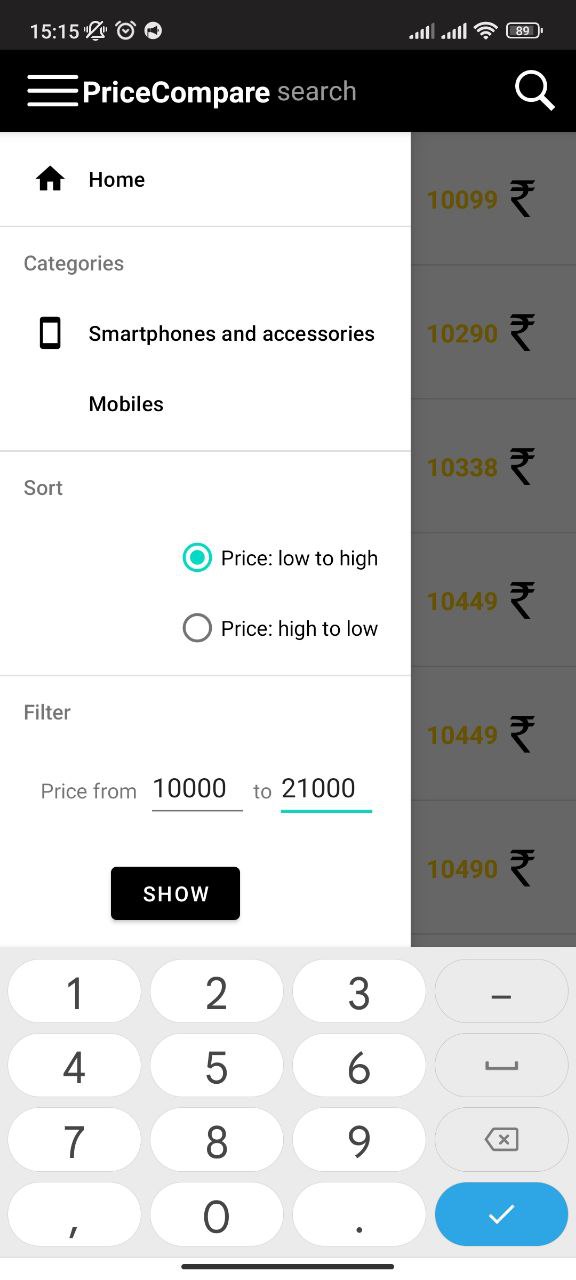 15:15 89
PriceCompare search
Home
10099 ₹
Categories
10290 ₹
Smartphones and accessories
Mobiles
10338 ₹
Sort
Price: low to high
10449 ₹
Price: high to low
Filter
10449 ₹
Price from 10000 to 21000
10490 ₹
SHOW
1 2 3 –
4 5 6
7 8 9
, 0 .